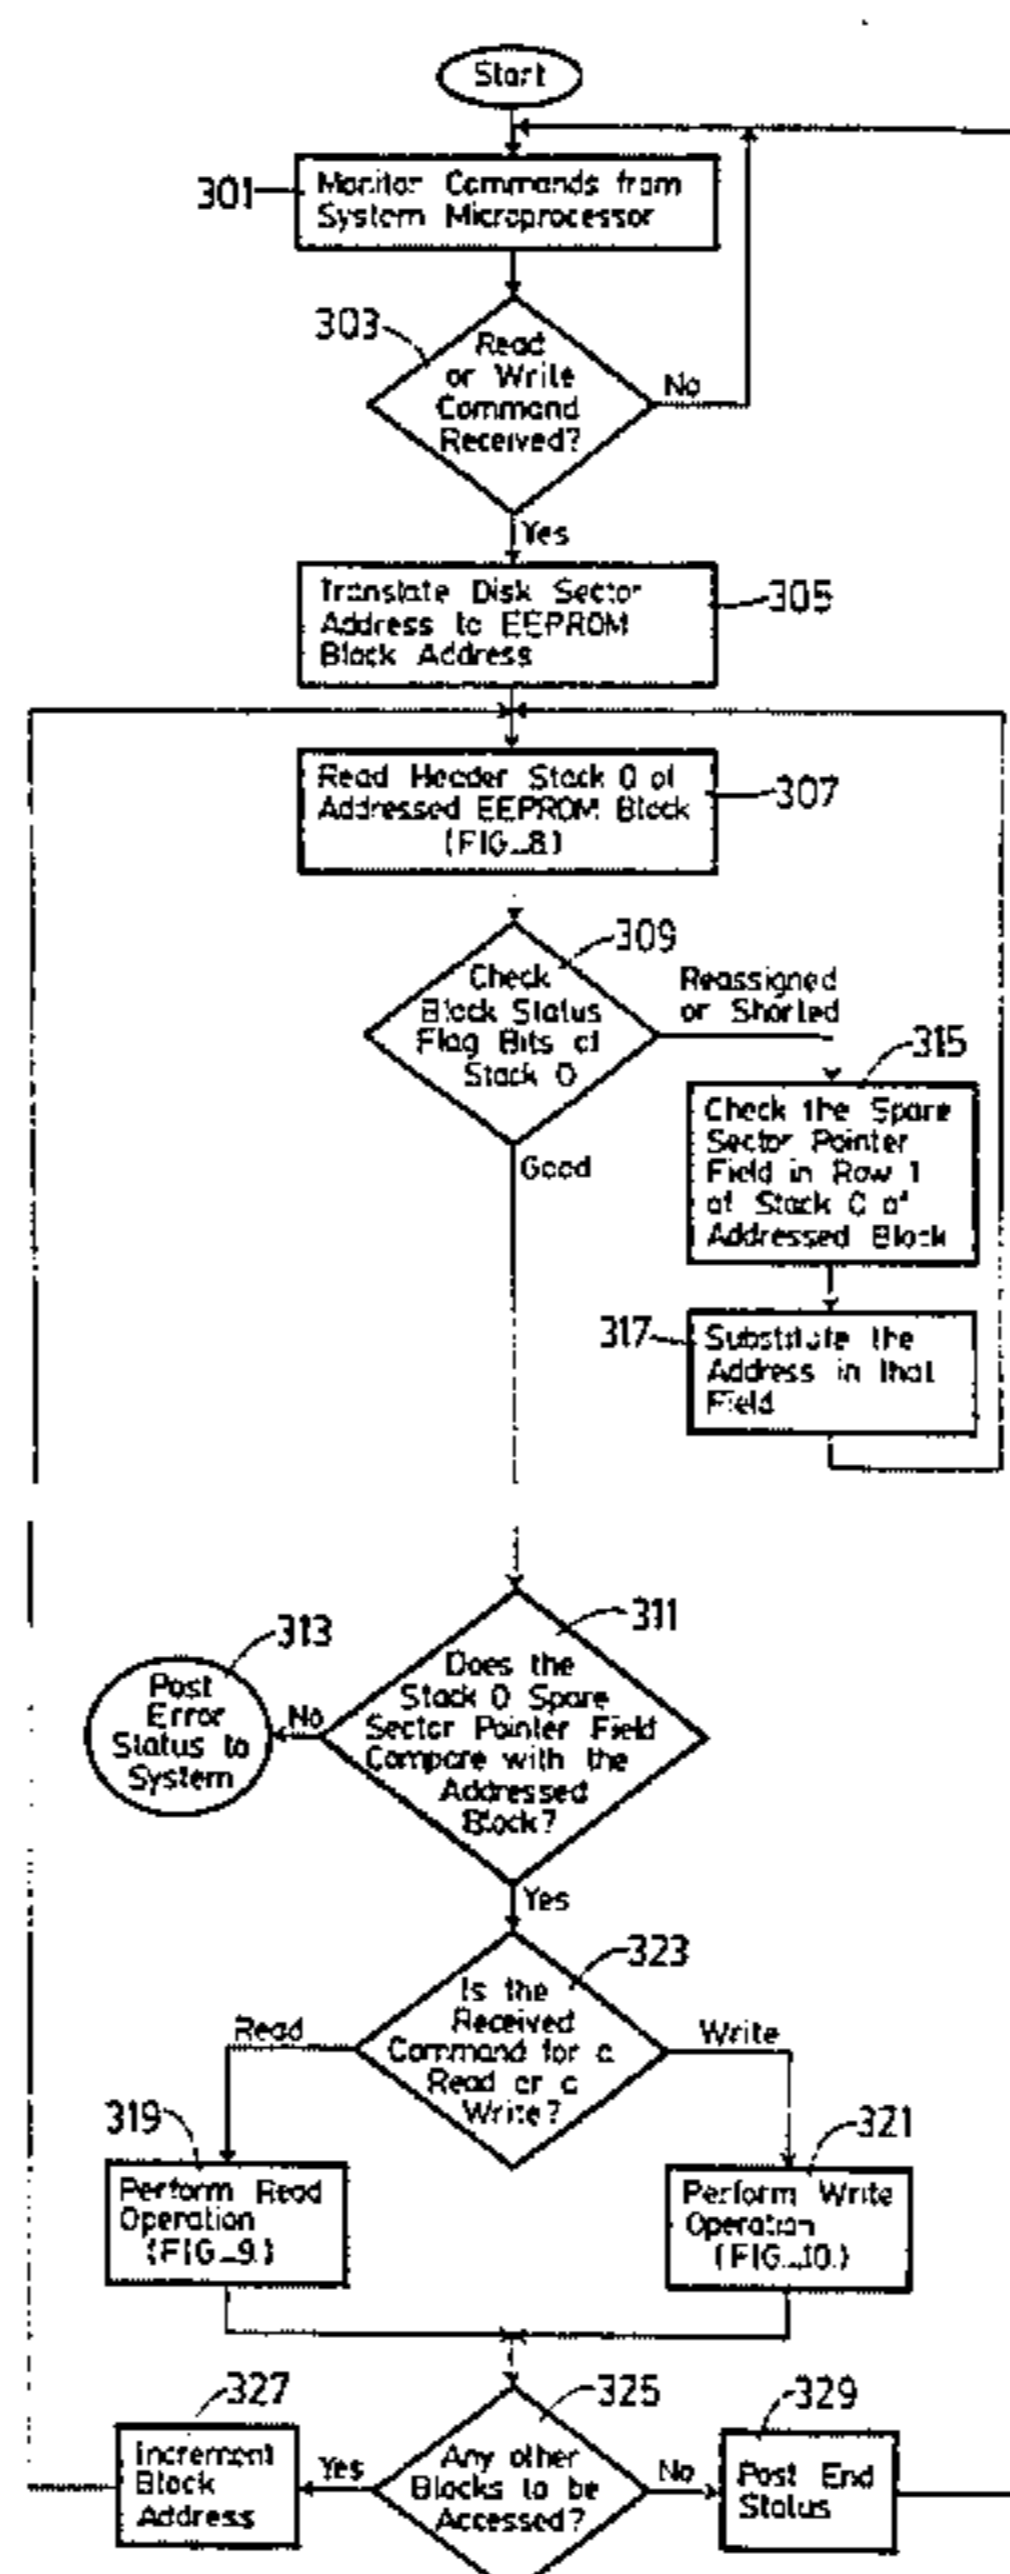 Start
301
Monitor Commands from
System Microprocessor
303
Read
or Write
Command
Received?
No
Yes
305
Translate Disk Sector
Address to EEPROM
Block Address
307
Read Header Stack 0 of
Addressed EEPROM Block
(FIG_8.)
309
Check
Block Status
Flag Bits of
Stack 0
Reassigned
or Shorted
Good
315
Check the Spare
Sector Pointer
Field in Row 1
of Stack 0 of
Addressed Block
317
Substitute the
Address in that
Field
311
Does the
Stack 0 Spare
Sector Pointer Field
Compare with the
Addressed
Block?
313
Post
Error
Status to
System
No
Yes
323
Is the
Received
Command for a
Read or a
Write?
Read
Write
319
Perform Read
Operation
(FIG_9.)
321
Perform Write
Operation
(FIG_10.)
325
Any other
Blocks to be
Accessed?
Yes
No
327
Increment
Block
Address
329
Post End
Status